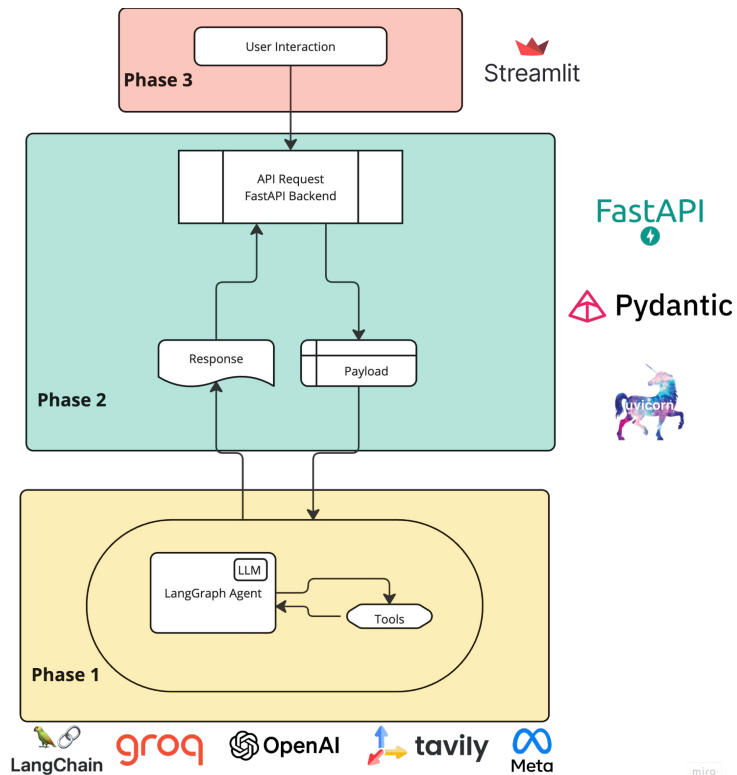 User Interaction
Phase 3
Streamlit
API Request
FastAPI Backend
FastAPI
Pydantic
Response
Payload
Phase 2
uvicorn
LLM
LangGraph Agent
Tools
Phase 1
LangChain
groq
OpenAI
tavily
Meta
miro